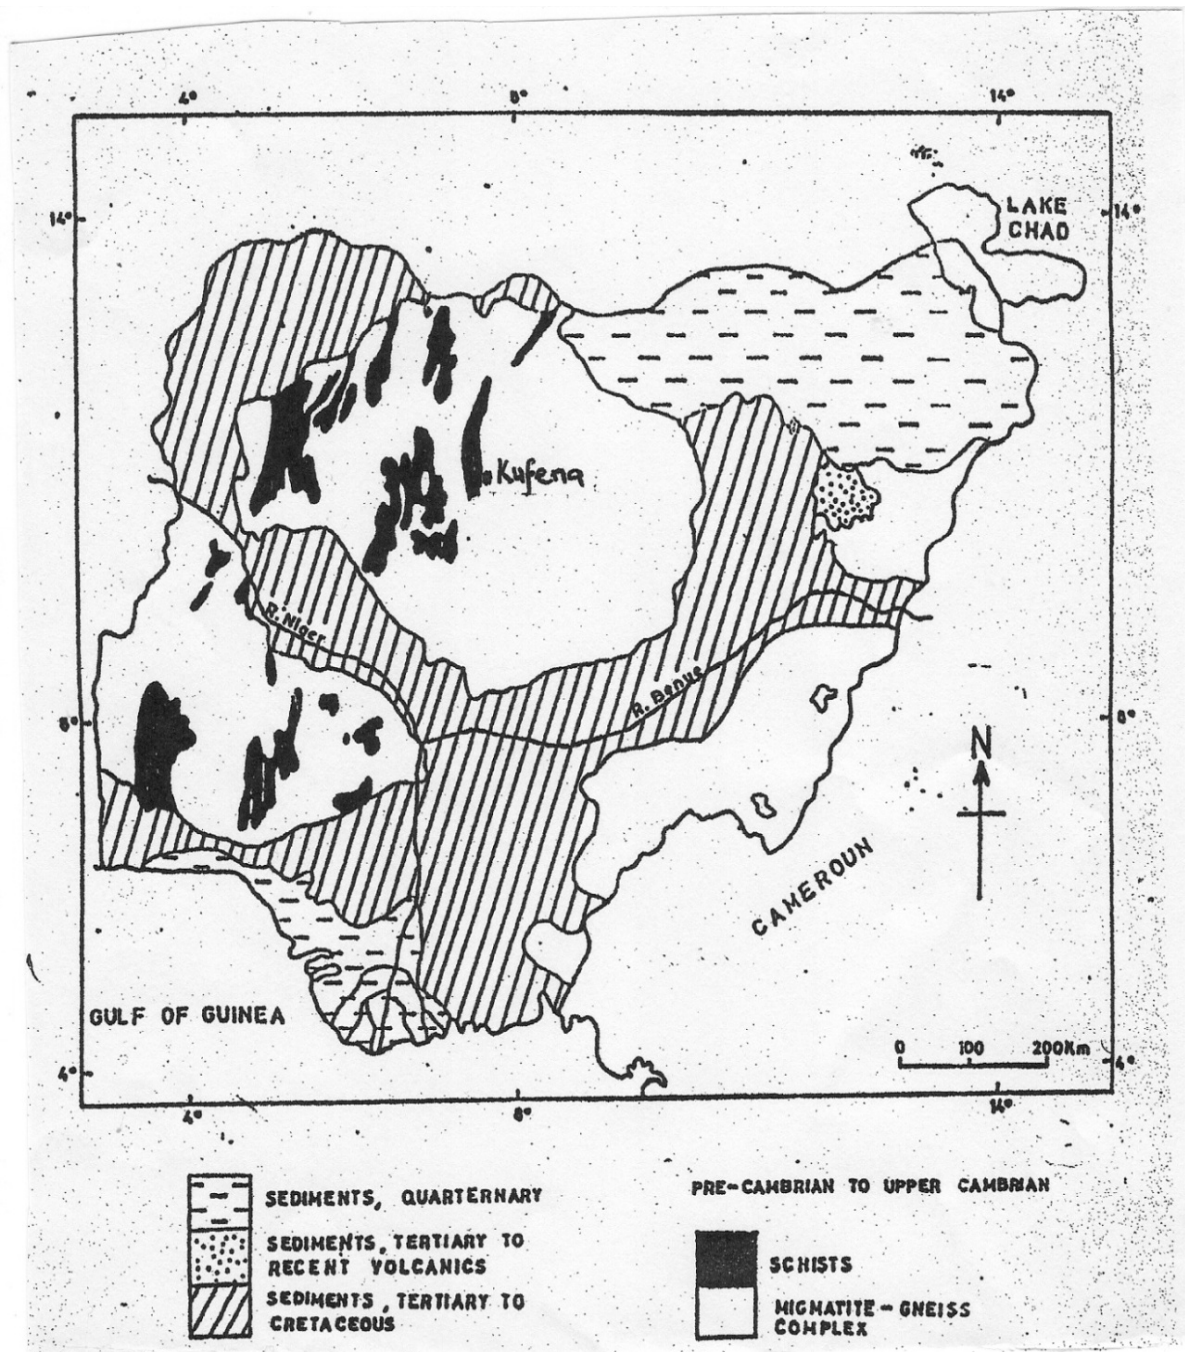 4° 8° 14°
LAKE
CHAD
14° 14°
Kufena
R. Niger
R. Benue
8° 8°
N
CAMEROUN
GULF OF GUINEA
0 100 200Km
4° 4°
4° 8° 14°
SEDIMENTS, QUARTERNARY
SEDIMENTS, TERTIARY TO
RECENT VOLCANICS
SEDIMENTS, TERTIARY TO
CRETACEOUS
PRE-CAMBRIAN TO UPPER CAMBRIAN
SCHISTS
MIGMATITE-GNEISS
COMPLEX